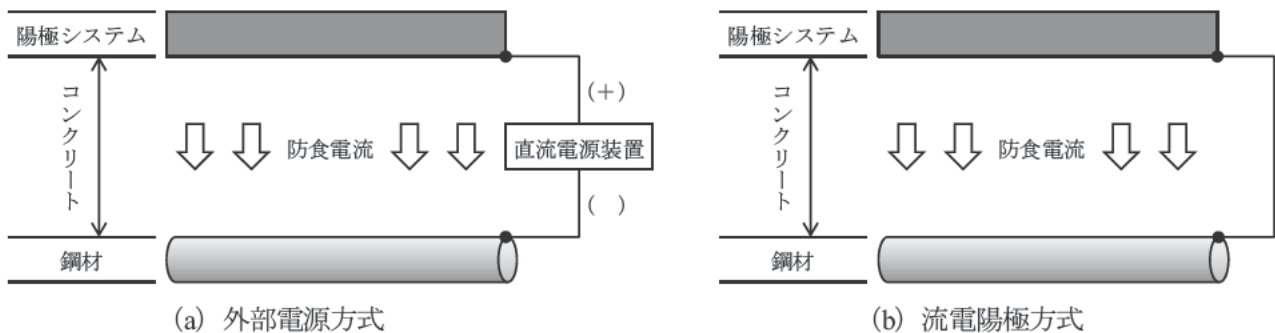 陽極システム
コンクリート
防食電流
(+)
直流電源装置
( )
鋼材
(a) 外部電源方式
陽極システム
コンクリート
防食電流
鋼材
(b) 流電陽極方式